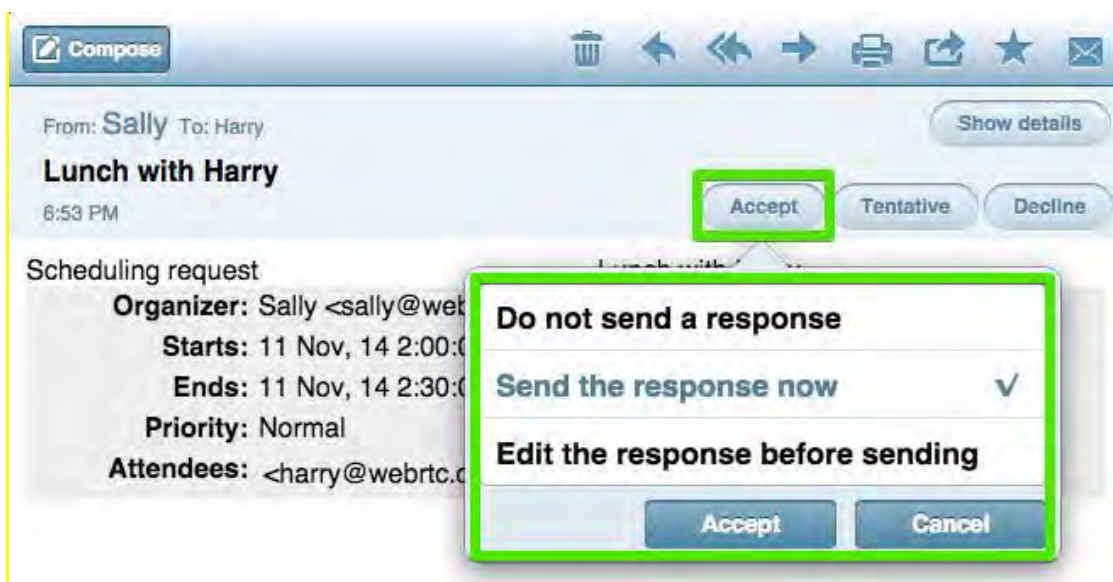 Compose
From: Sally To: Harry
Show details
Lunch with Harry
6:53 PM
Accept Tentative Decline
Scheduling request
Organizer: Sally <sally@we
Starts: 11 Nov, 14 2:00:
Ends: 11 Nov, 14 2:30:
Priority: Normal
Attendees: <harry@webrtc.
Do not send a response
Send the response now
Edit the response before sending
Accept Cancel